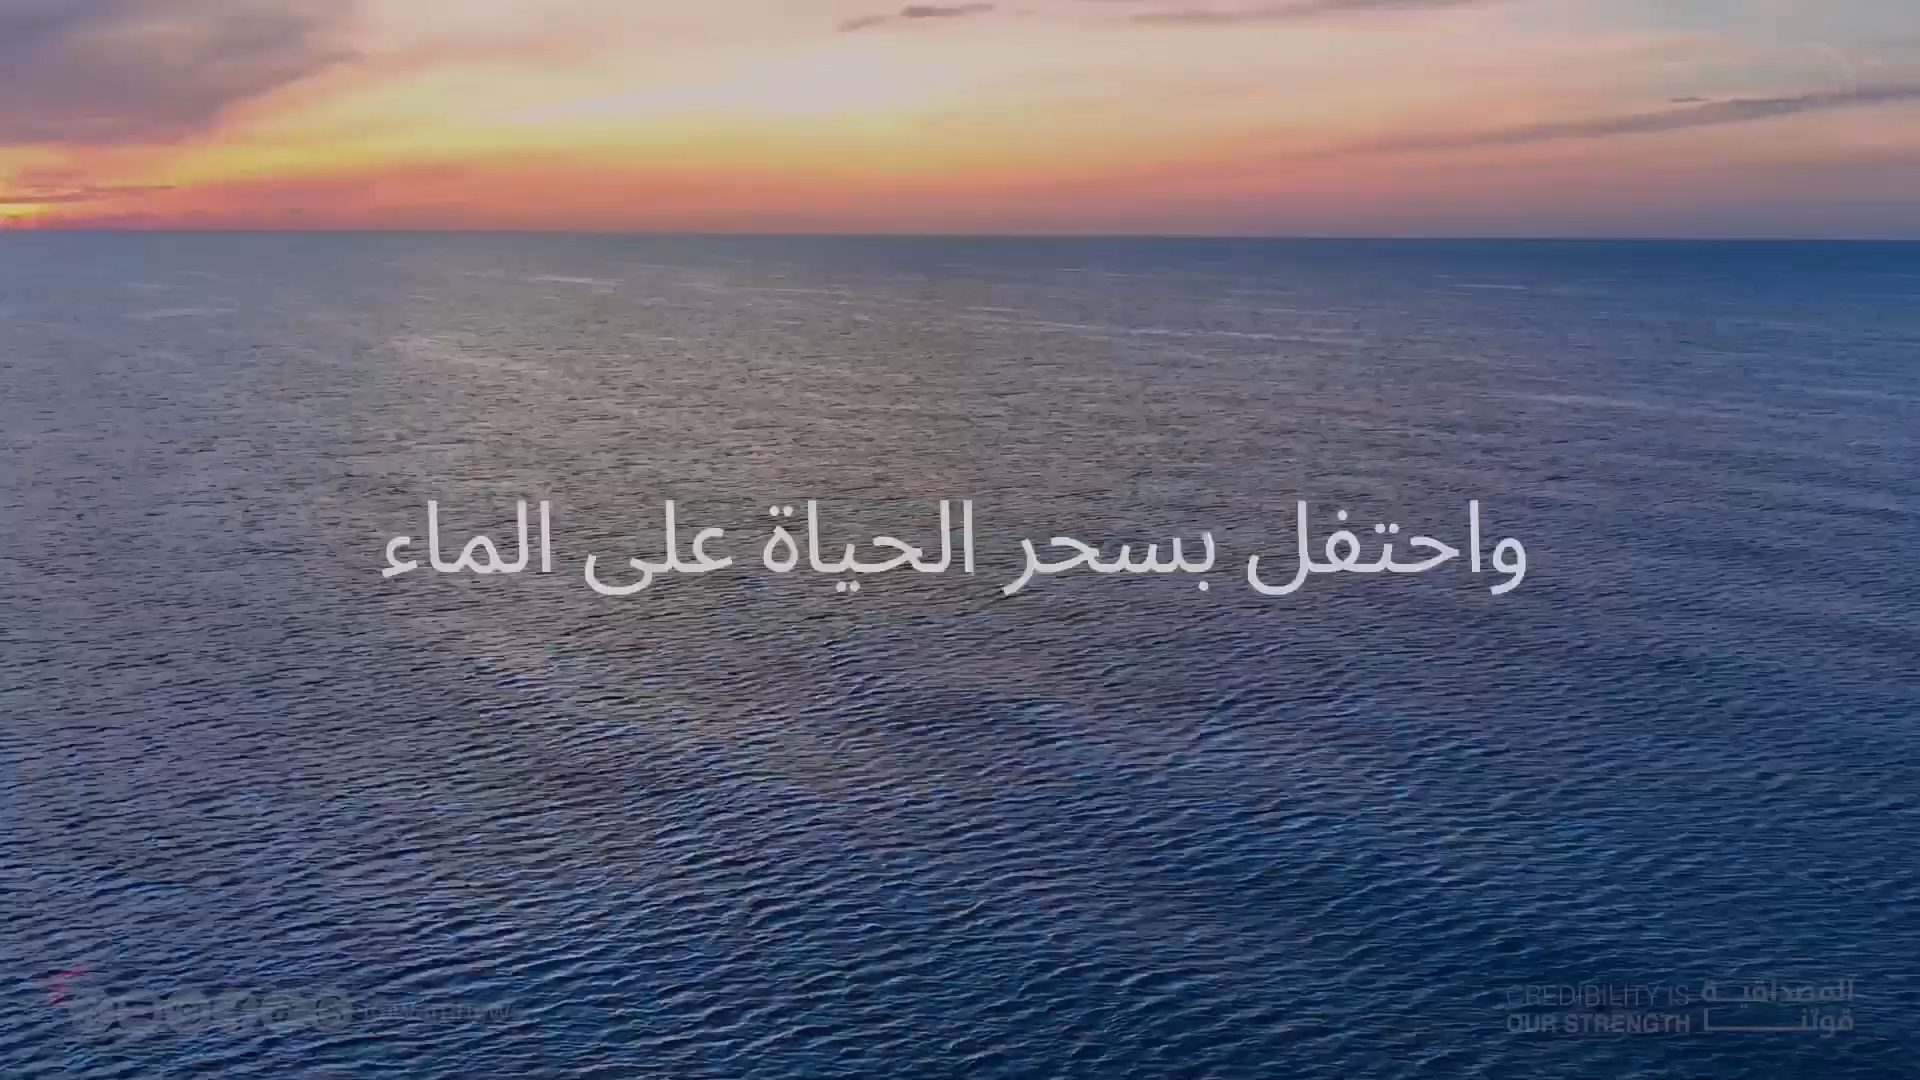 واحتفل بسحر الحياة على الماء
CREDIBILITY IS
OUR STRENGTH
المصداقية
قوتنا